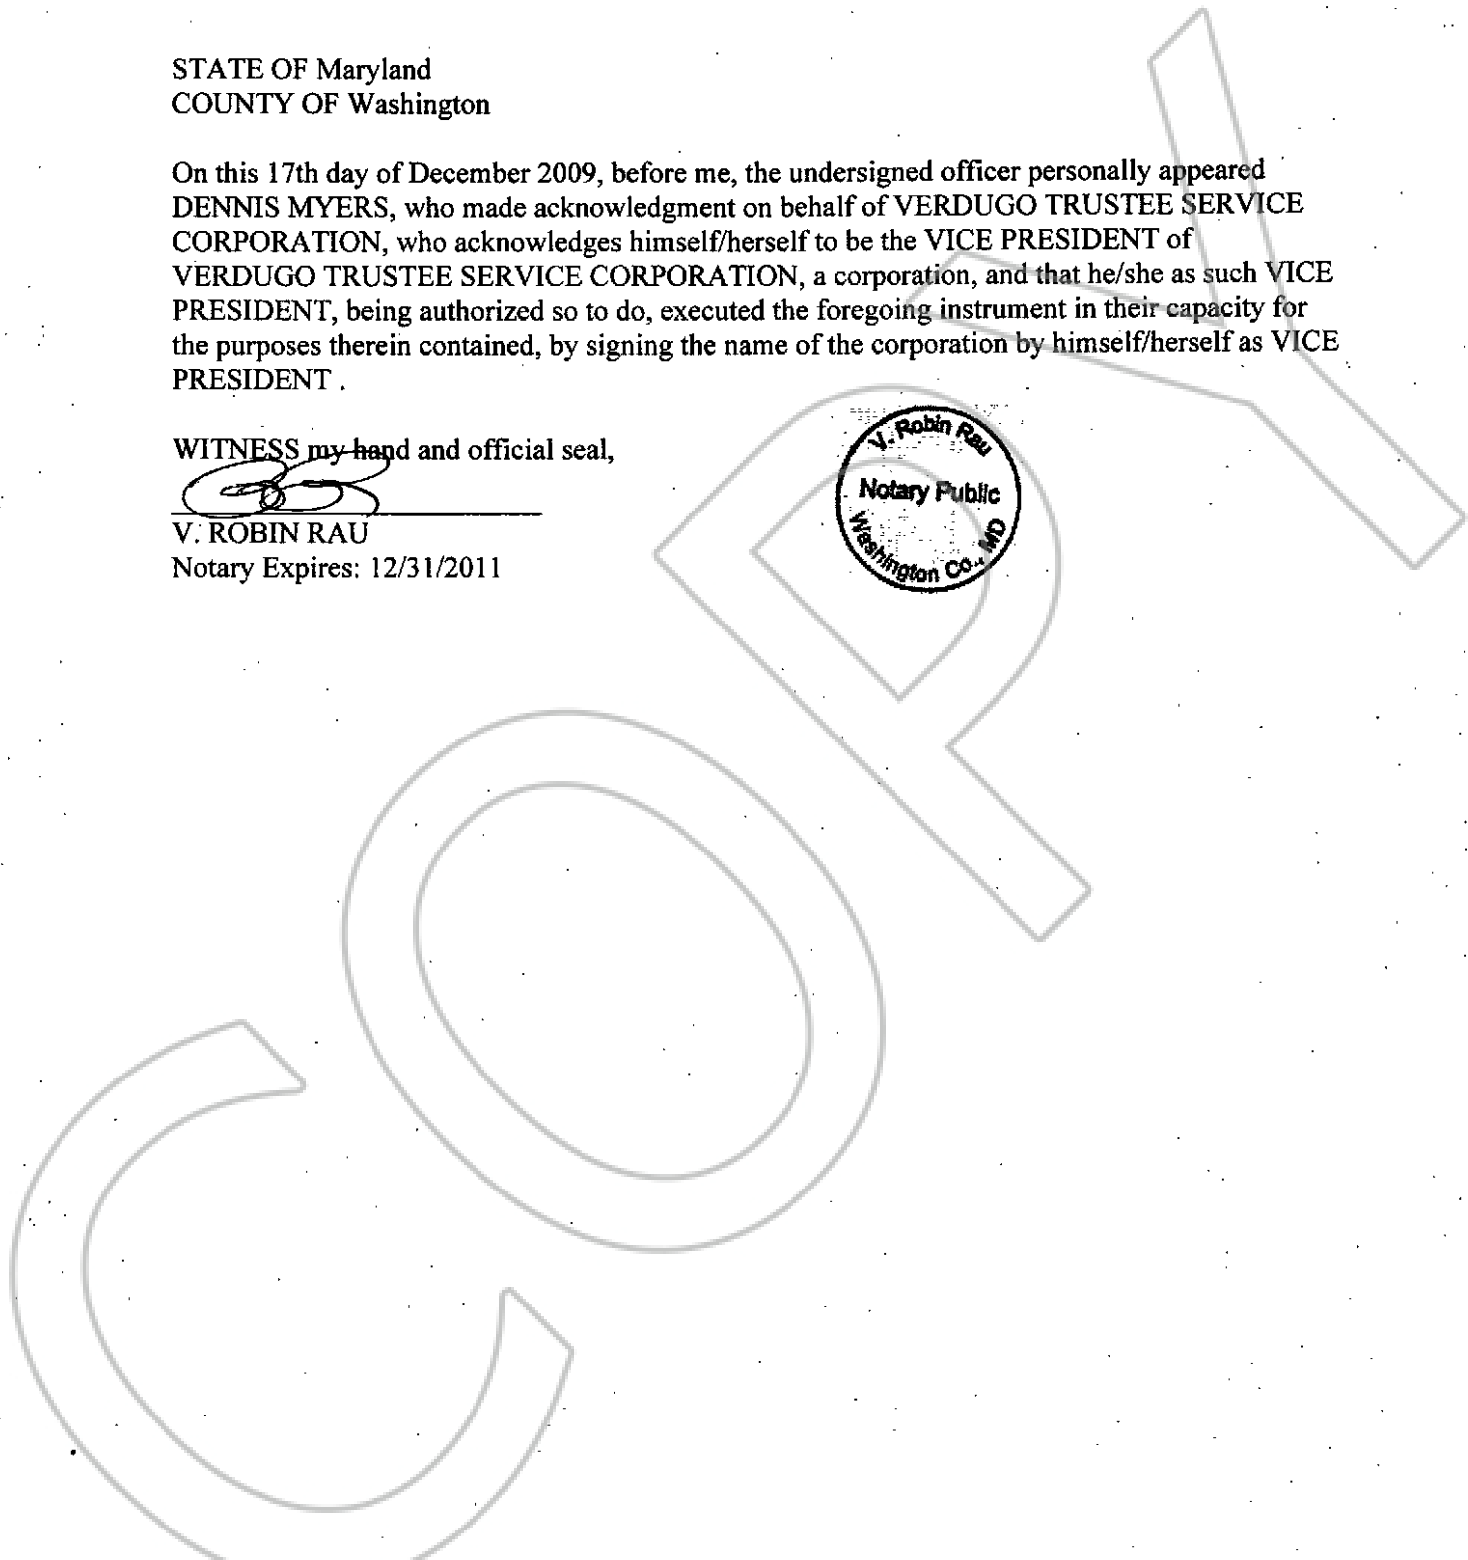 STATE OF Maryland
COUNTY OF Washington
On this 17th day of December 2009, before me, the undersigned officer personally appeared
DENNIS MYERS, who made acknowledgment on behalf of VERDUGO TRUSTEE SERVICE
CORPORATION, who acknowledges himself/herself to be the VICE PRESIDENT of
VERDUGO TRUSTEE SERVICE CORPORATION, a corporation, and that he/she as such VICE
PRESIDENT, being authorized so to do, executed the foregoing instrument in their capacity for
the purposes therein contained, by signing the name of the corporation by himself/herself as VICE
PRESIDENT .
WITNESS my hand and official seal,
V. ROBIN RAU
Notary Expires: 12/31/2011
V. Robin Rau
Notary Public
Washington Co., MD
COPY